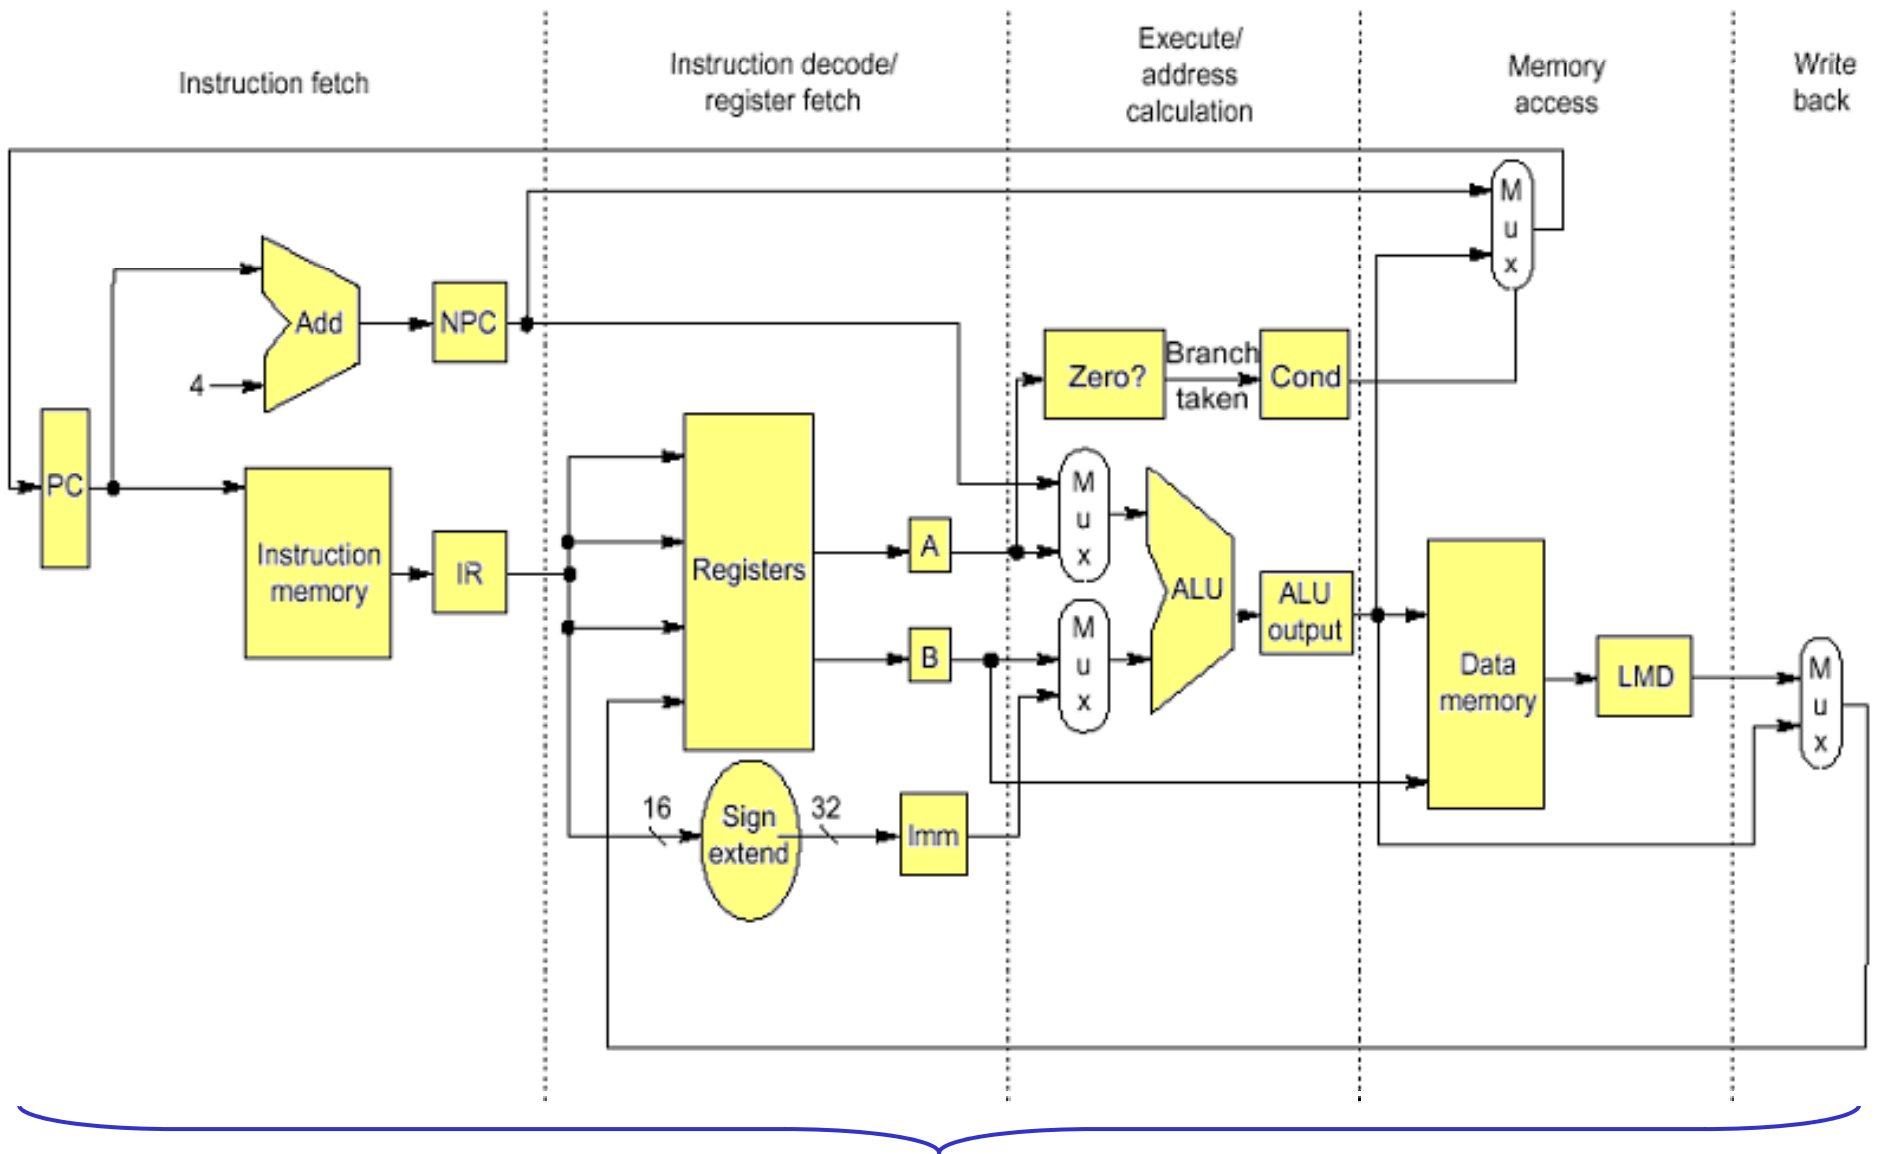 Instruction fetch
Instruction decode/
register fetch
Execute/
address
calculation
Memory
access
Write
back
M
u
x
Add
NPC
4
Zero?
Branch
taken
Cond
PC
Instruction
memory
IR
Registers
A
B
M
u
x
M
u
x
ALU
ALU
output
Data
memory
LMD
M
u
x
16
Sign
extend
32
Imm